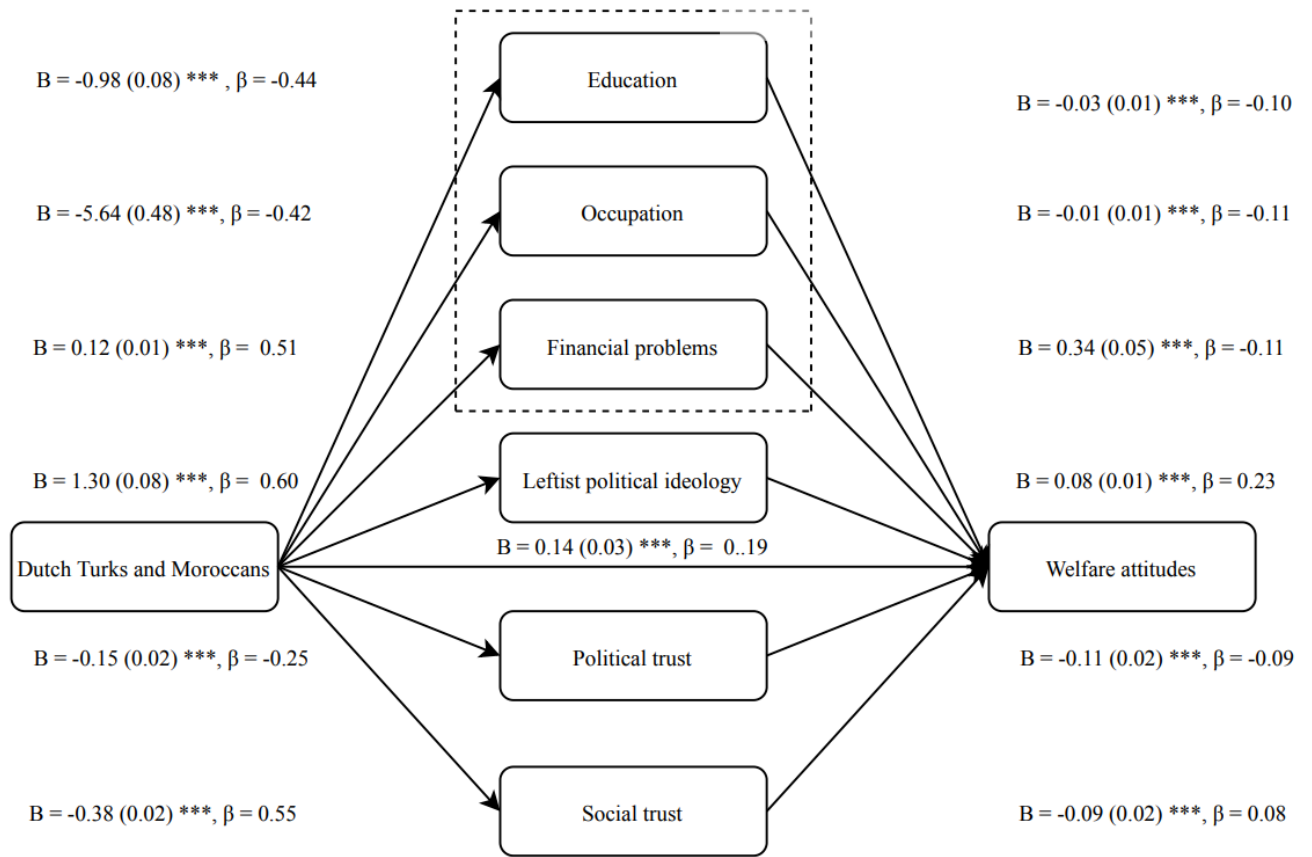 Education
B = -0.98 (0.08) *** , β = -0.44
B = -0.03 (0.01) ***, β = -0.10
B = -5.64 (0.48) ***, β = -0.42
Occupation
B = -0.01 (0.01) ***, β = -0.11
B = 0.12 (0.01) ***, β = 0.51
Financial problems
B = 0.34 (0.05) ***, β = -0.11
B = 1.30 (0.08) ***, β = 0.60
Leftist political ideology
B = 0.08 (0.01) ***, β = 0.23
B = 0.14 (0.03) ***, β = 0..19
Dutch Turks and Moroccans
Welfare attitudes
B = -0.15 (0.02) ***, β = -0.25
Political trust
B = -0.11 (0.02) ***, β = -0.09
B = -0.38 (0.02) ***, β = 0.55
Social trust
B = -0.09 (0.02) ***, β = 0.08